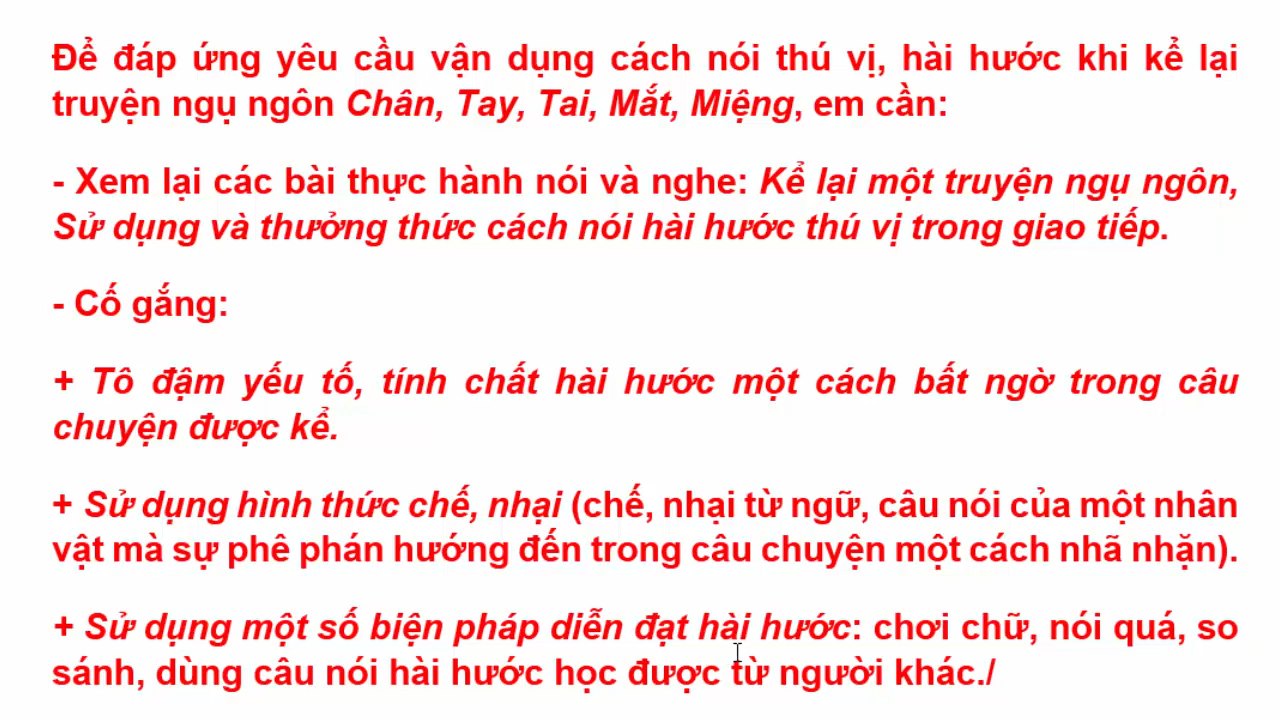 Để đáp ứng yêu cầu vận dụng cách nói thú vị, hài hước khi kể lại
truyện ngụ ngôn Chân, Tay, Tai, Mắt, Miệng, em cần:
- Xem lại các bài thực hành nói và nghe: Kể lại một truyện ngụ ngôn,
Sử dụng và thưởng thức cách nói hài hước thú vị trong giao tiếp.
- Cố gắng:
+ Tô đậm yếu tố, tính chất hài hước một cách bất ngờ trong câu
chuyện được kể.
+ Sử dụng hình thức chế, nhại (chế, nhại từ ngữ, câu nói của một nhân
vật mà sự phê phán hướng đến trong câu chuyện một cách nhã nhặn).
+ Sử dụng một số biện pháp diễn đạt hài hước: chơi chữ, nói quá, so
sánh, dùng câu nói hài hước học được từ người khác./